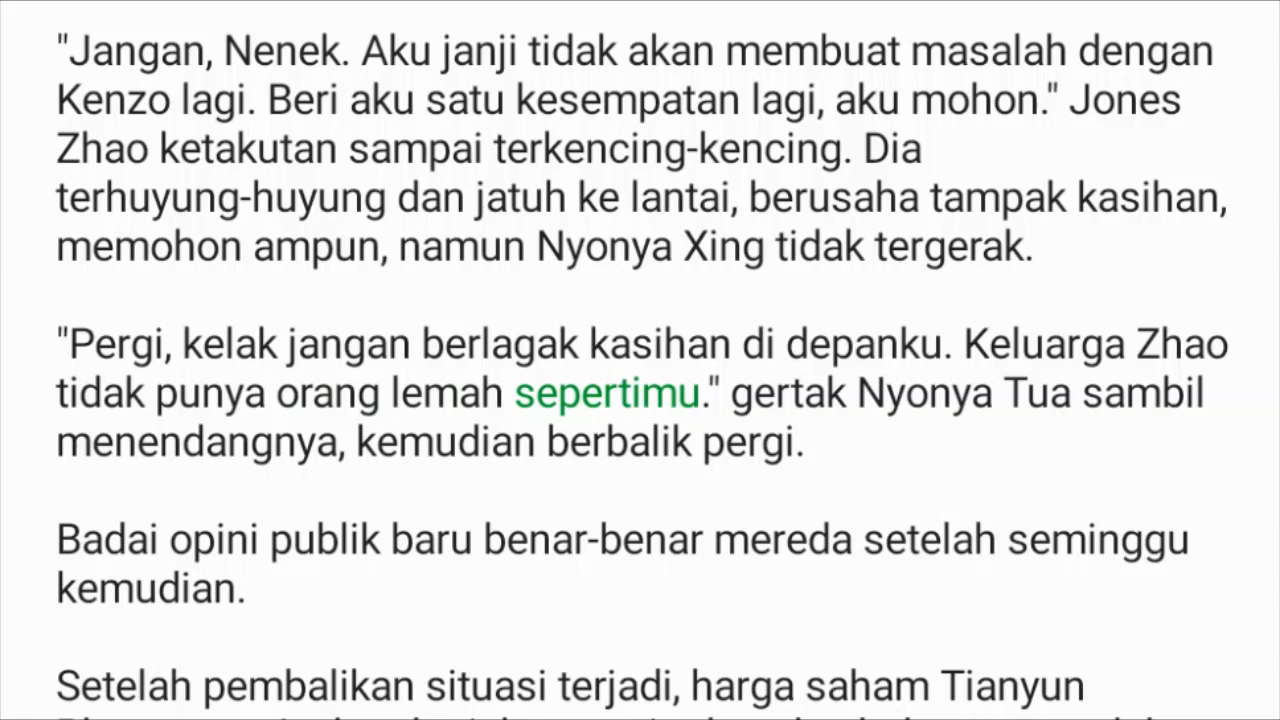 "Jangan, Nenek. Aku janji tidak akan membuat masalah dengan
Kenzo lagi. Beri aku satu kesempatan lagi, aku mohon." Jones
Zhao ketakutan sampai terkencing-kencing. Dia
terhuyung-huyung dan jatuh ke lantai, berusaha tampak kasihan,
memohon ampun, namun Nyonya Xing tidak tergerak.
"Pergi, kelak jangan berlagak kasihan di depanku. Keluarga Zhao
tidak punya orang lemah sepertimu." gertak Nyonya Tua sambil
menendangnya, kemudian berbalik pergi.
Badai opini publik baru benar-benar mereda setelah seminggu
kemudian.
Setelah pembalikan situasi terjadi, harga saham Tianyun